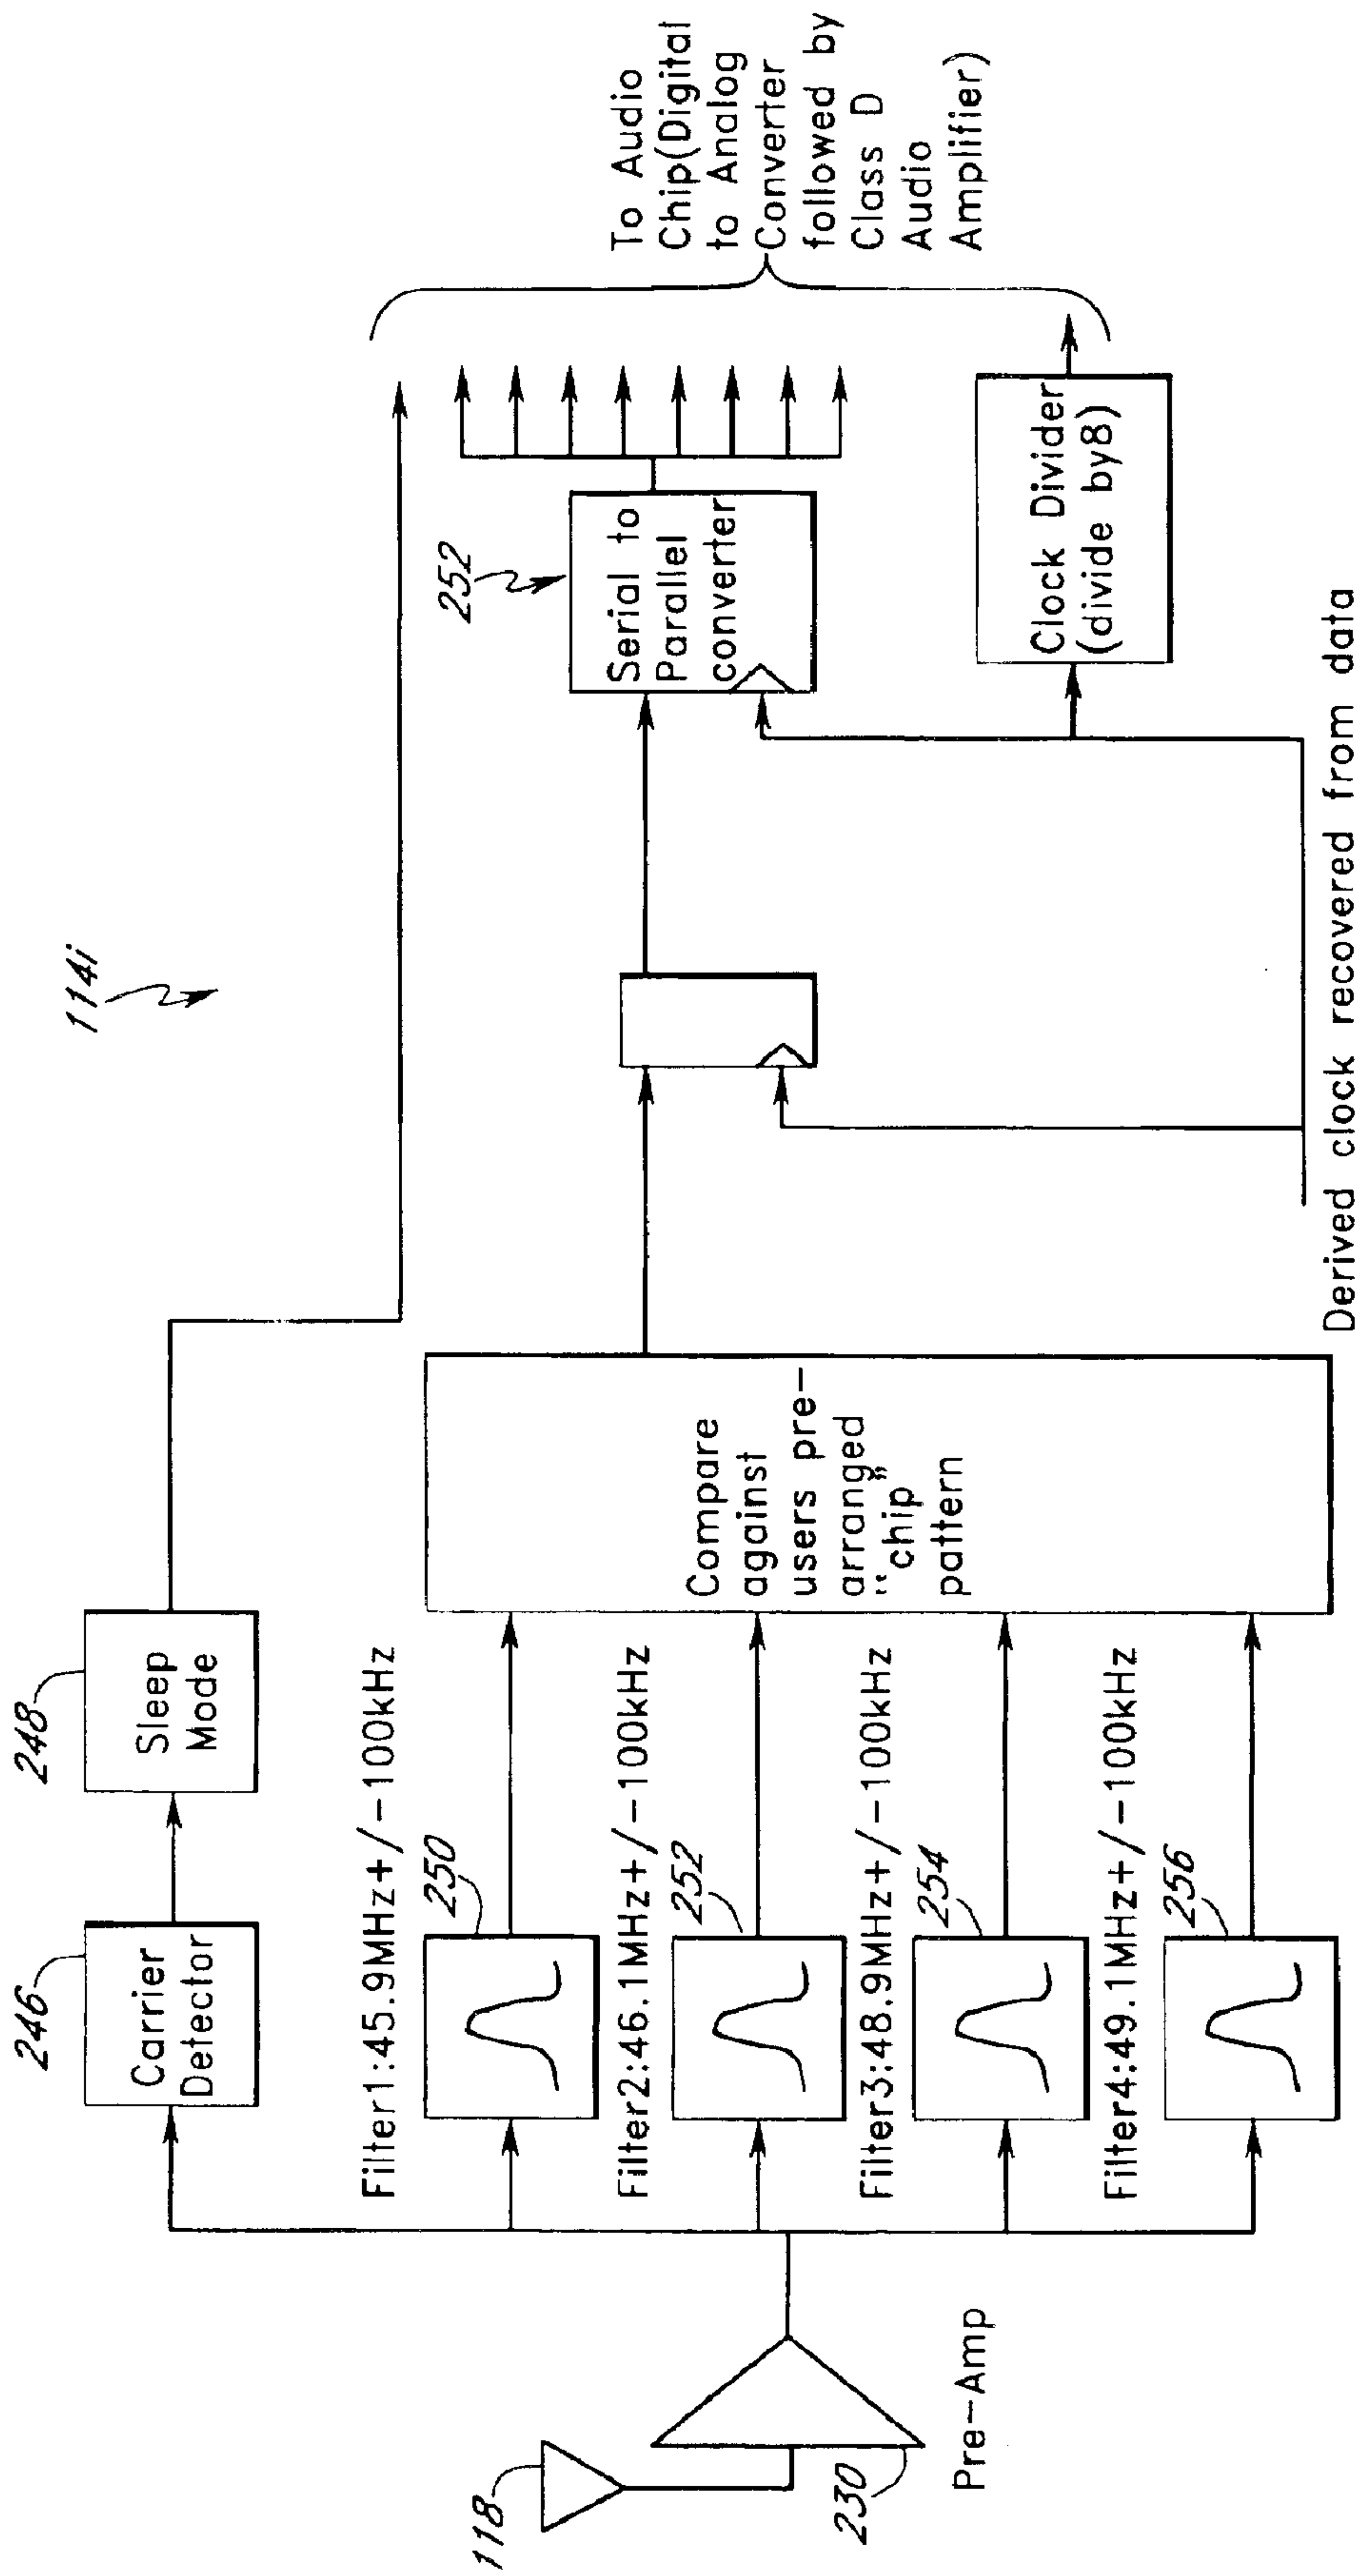 114i
118
230
Pre-Amp
246
Carrier
Detector
248
Sleep
Mode
Filter1:45.9MHz+/-100kHz
250
Filter2:46.1MHz+/-100kHz
252
Filter3:48.9MHz+/-100kHz
254
Filter4:49.1MHz+/-100kHz
256
Compare
against
users pre-
arranged
"chip"
pattern
252
Serial to
Parallel
converter
Clock Divider
(divide by8)
Derived clock recovered from data
To Audio
Chip(Digital
to Analog
Converter
followed by
Class D
Audio
Amplifier)